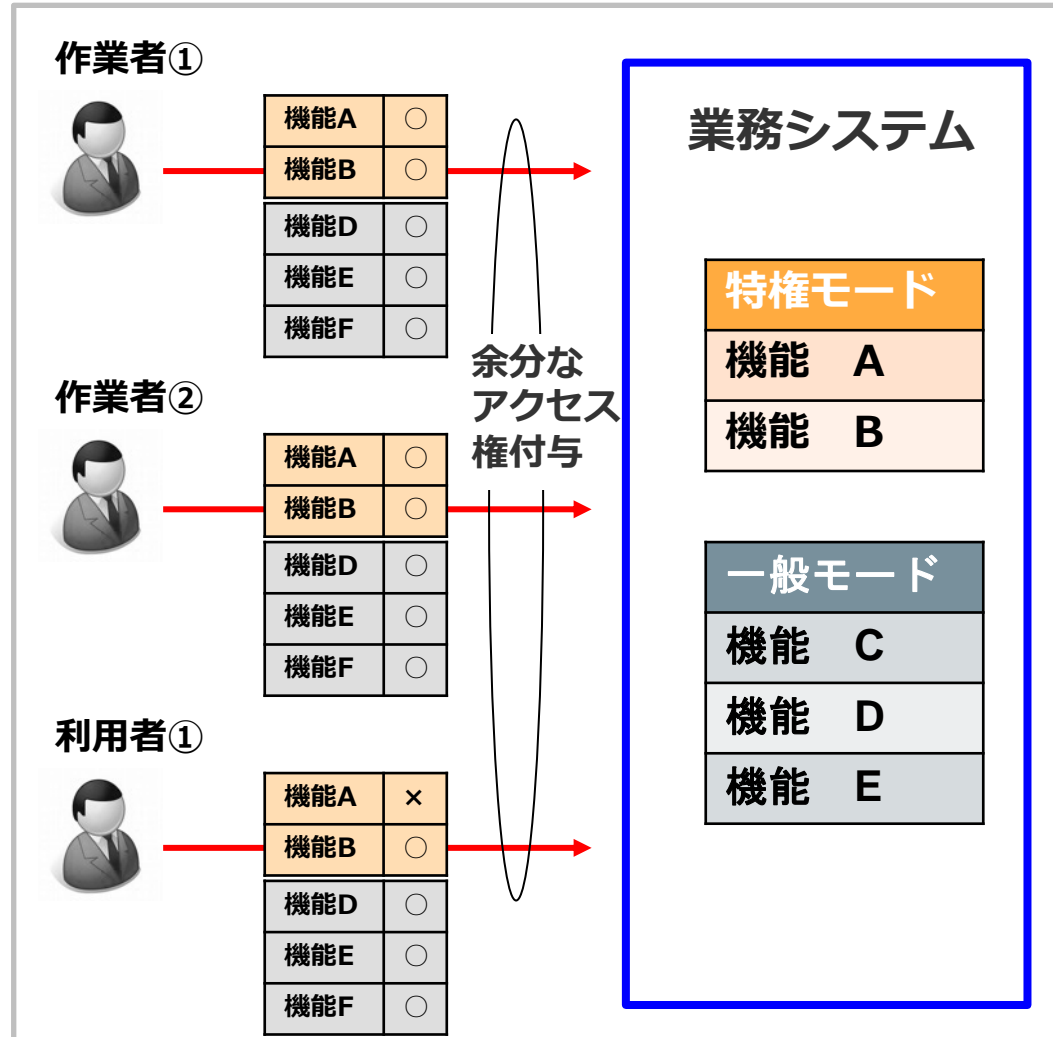 作業者①
機能A ○
機能B ○
機能D ○
機能E ○
機能F ○
作業者②
機能A ○
機能B ○
機能D ○
機能E ○
機能F ○
利用者①
機能A ×
機能B ○
機能D ○
機能E ○
機能F ○
余分な
アクセス
権付与
業務システム
特権モード
機能　A
機能　B
一般モード
機能　C
機能　D
機能　E